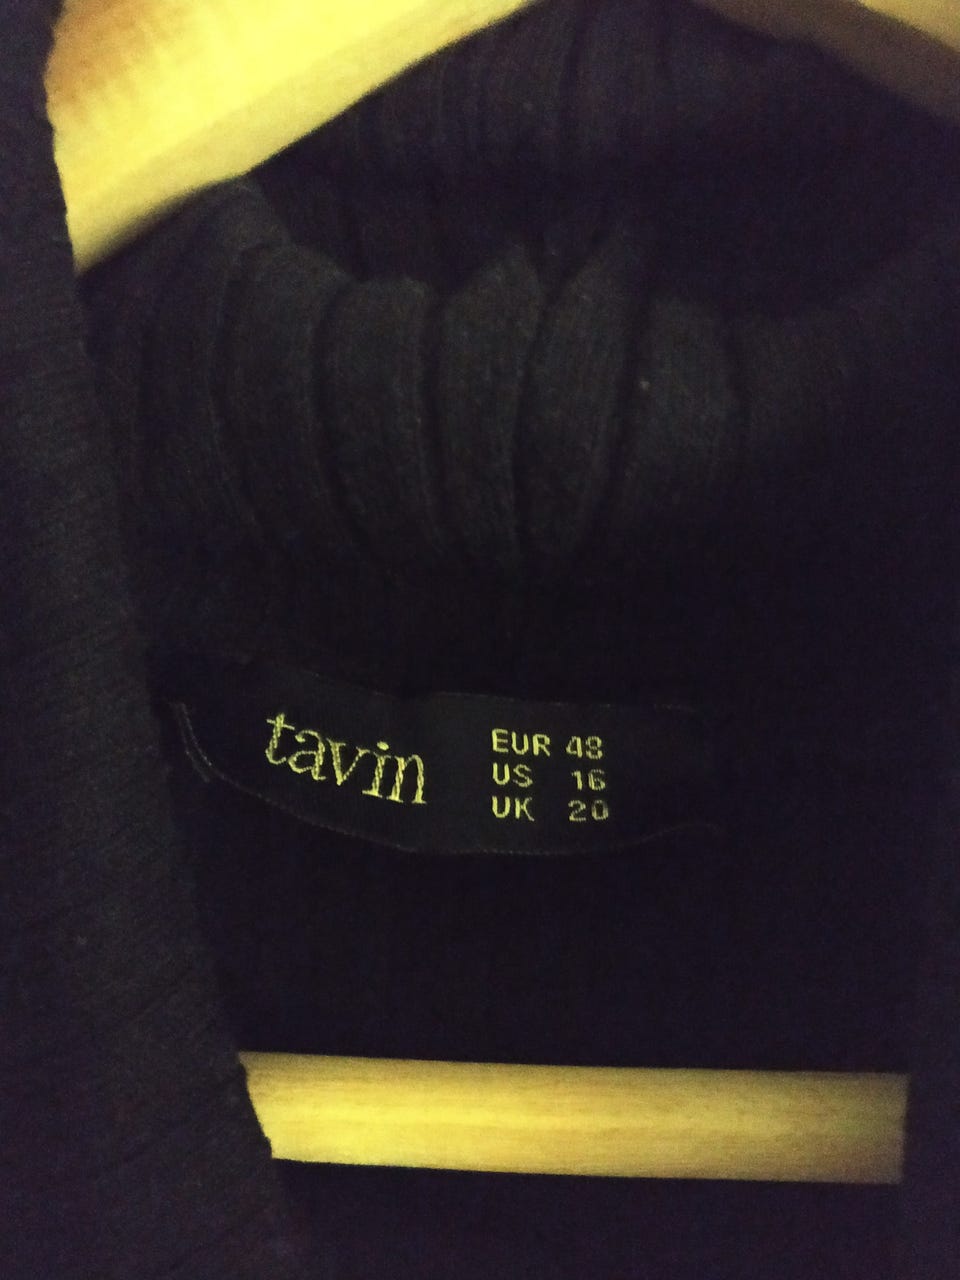 tavin
EUR 48
US 16
UK 20